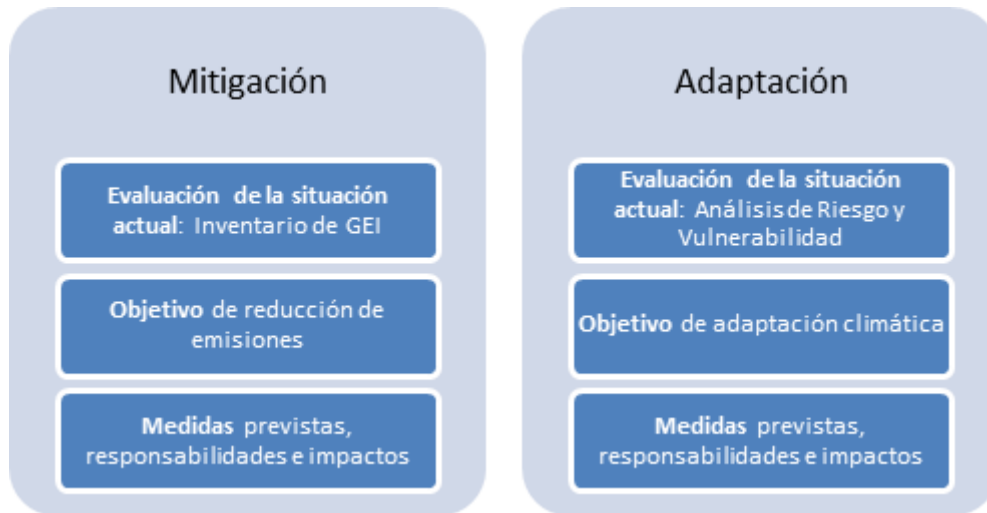 Mitigación
Evaluación de la situación
actual: Inventario de GEI
Objetivo de reducción de
emisiones
Medidas previstas,
responsabilidades e impactos
Adaptación
Evaluación de la situación
actual: Análisis de Riesgo y
Vulnerabilidad
Objetivo de adaptación climática
Medidas previstas,
responsabilidades e impactos